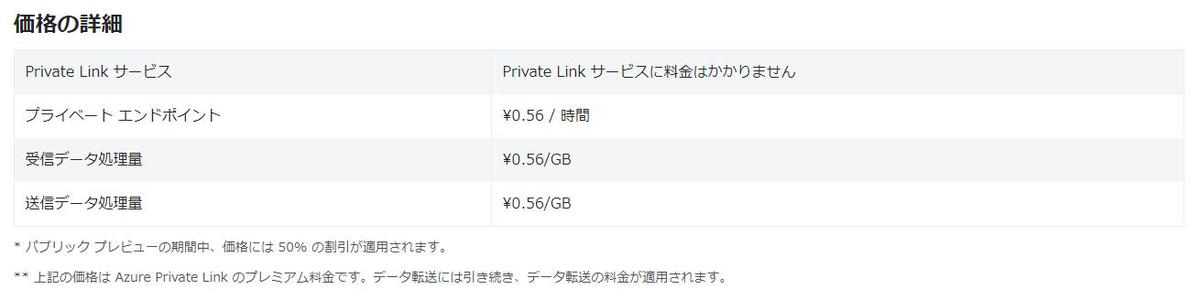 価格の詳細
Private Link サービス
Private Link サービスに料金はかかりません
プライベート エンドポイント
¥0.56 / 時間
受信データ処理量
¥0.56/GB
送信データ処理量
¥0.56/GB
* パブリック プレビューの期間中、価格には 50% の割引が適用されます。
** 上記の価格は Azure Private Link のプレミアム料金です。データ転送には引き続き、データ転送の料金が適用されます。